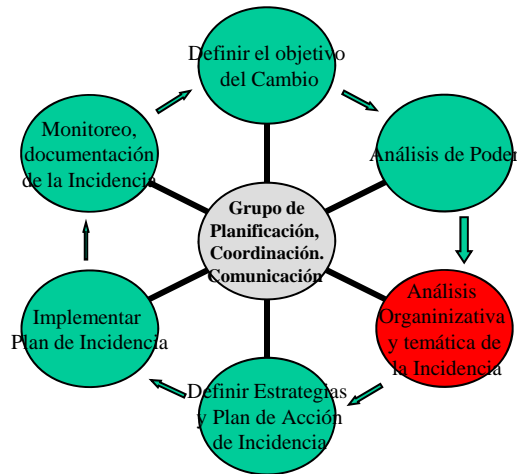 Definir el objetivo
del Cambio
Análisis de Poder
Análisis
Organinizativa
y temática de
la Incidencia
Definir Estrategias
y Plan de Acción
de Incidencia
Implementar
Plan de Incidencia
Monitoreo,
documentación
de la Incidencia
Grupo de
Planificación,
Coordinación.
Comunicación